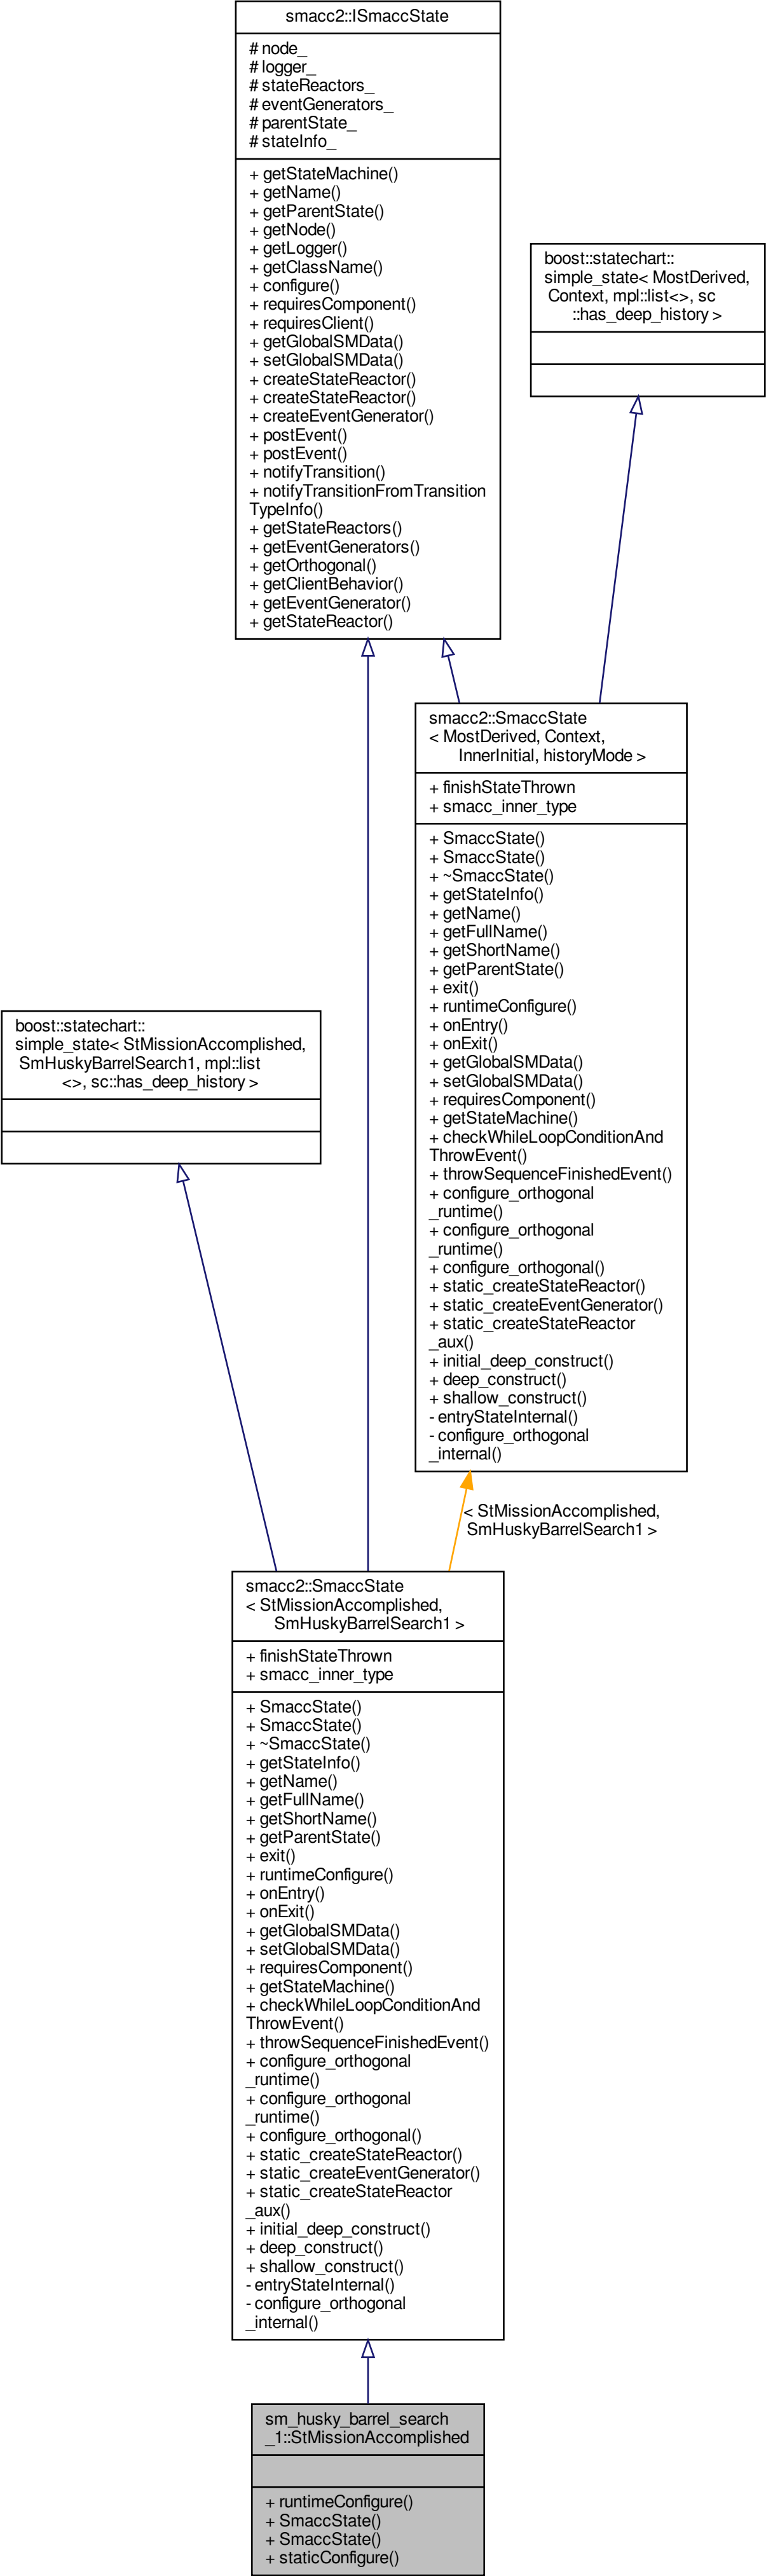 smacc2::ISmaccState
# node_
# logger_
# stateReactors_
# eventGenerators_
# parentState_
# stateInfo_
+ getStateMachine()
+ getName()
+ getParentState()
+ getNode()
+ getLogger()
+ getClassName()
+ configure()
+ requiresComponent()
+ requiresClient()
+ getGlobalSMData()
+ setGlobalSMData()
+ createStateReactor()
+ createStateReactor()
+ createEventGenerator()
+ postEvent()
+ postEvent()
+ notifyTransition()
+ notifyTransitionFromTransition
TypeInfo()
+ getStateReactors()
+ getEventGenerators()
+ getOrthogonal()
+ getClientBehavior()
+ getEventGenerator()
+ getStateReactor()
boost::statechart::
simple_state< MostDerived,
Context, mpl::list<>, sc
::has_deep_history >
smacc2::SmaccState
< MostDerived, Context,
InnerInitial, historyMode >
+ finishStateThrown
+ smacc_inner_type
+ SmaccState()
+ SmaccState()
+ ~SmaccState()
+ getStateInfo()
+ getName()
+ getFullName()
+ getShortName()
+ getParentState()
+ exit()
+ runtimeConfigure()
+ onEntry()
+ onExit()
+ getGlobalSMData()
+ setGlobalSMData()
+ requiresComponent()
+ getStateMachine()
+ checkWhileLoopConditionAnd
ThrowEvent()
+ throwSequenceFinishedEvent()
+ configure_orthogonal
_runtime()
+ configure_orthogonal
_runtime()
+ configure_orthogonal()
+ static_createStateReactor()
+ static_createEventGenerator()
+ static_createStateReactor
_aux()
+ initial_deep_construct()
+ deep_construct()
+ shallow_construct()
- entryStateInternal()
- configure_orthogonal
_internal()
boost::statechart::
simple_state< StMissionAccomplished,
SmHuskyBarrelSearch1, mpl::list
<>, sc::has_deep_history >
< StMissionAccomplished,
SmHuskyBarrelSearch1 >
smacc2::SmaccState
< StMissionAccomplished,
SmHuskyBarrelSearch1 >
+ finishStateThrown
+ smacc_inner_type
+ SmaccState()
+ SmaccState()
+ ~SmaccState()
+ getStateInfo()
+ getName()
+ getFullName()
+ getShortName()
+ getParentState()
+ exit()
+ runtimeConfigure()
+ onEntry()
+ onExit()
+ getGlobalSMData()
+ setGlobalSMData()
+ requiresComponent()
+ getStateMachine()
+ checkWhileLoopConditionAnd
ThrowEvent()
+ throwSequenceFinishedEvent()
+ configure_orthogonal
_runtime()
+ configure_orthogonal
_runtime()
+ configure_orthogonal()
+ static_createStateReactor()
+ static_createEventGenerator()
+ static_createStateReactor
_aux()
+ initial_deep_construct()
+ deep_construct()
+ shallow_construct()
- entryStateInternal()
- configure_orthogonal
_internal()
sm_husky_barrel_search
_1::StMissionAccomplished
+ runtimeConfigure()
+ SmaccState()
+ SmaccState()
+ staticConfigure()